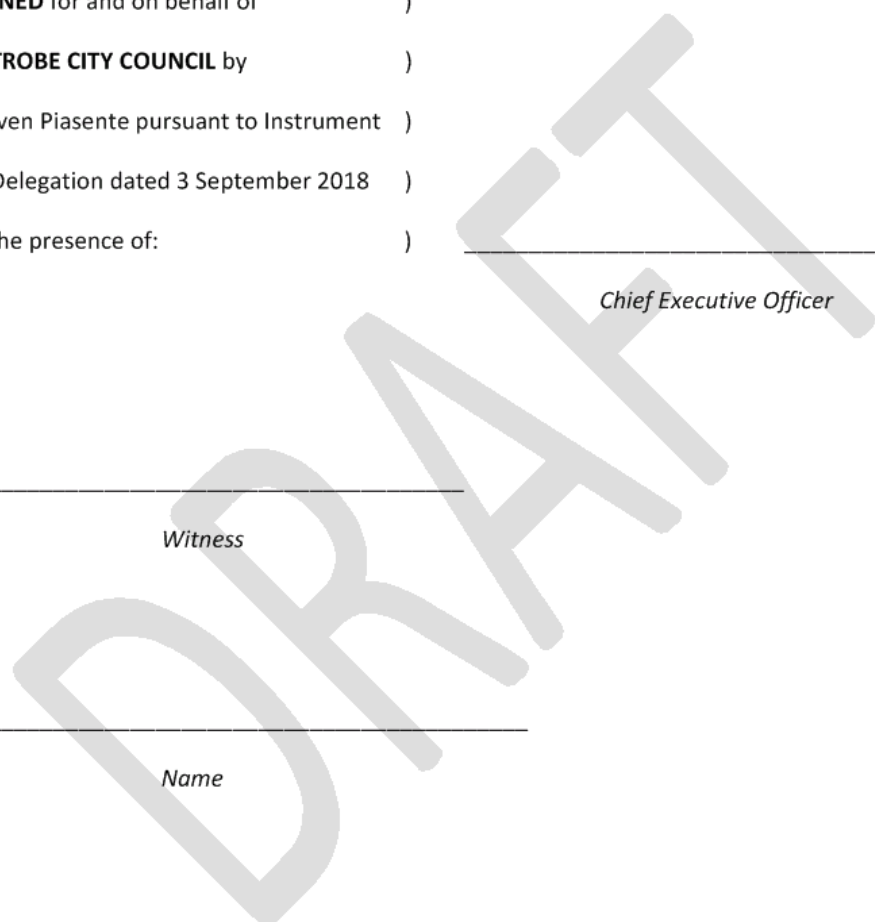 NED for and on behalf of )
TROBE CITY COUNCIL by )
ven Piasente pursuant to Instrument )
Delegation dated 3 September 2018 )
he presence of: )
Chief Executive Officer
Witness
Name
DRAFT